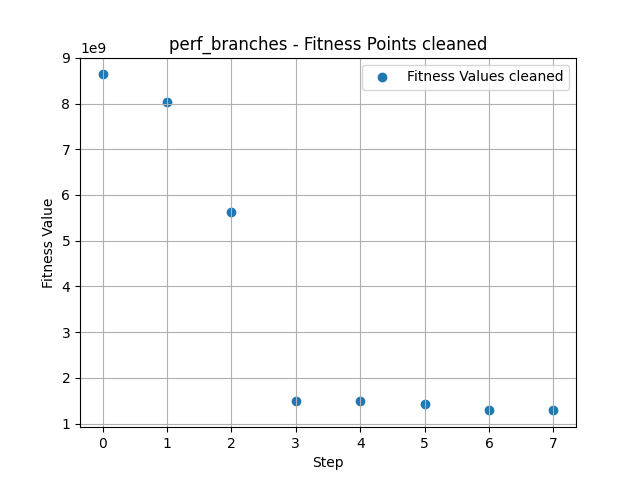 perf_branches - Fitness Points cleaned
1e9
Fitness Values cleaned
9
8
7
6
5
4
3
2
1
Fitness Value
0 1 2 3 4 5 6 7
Step